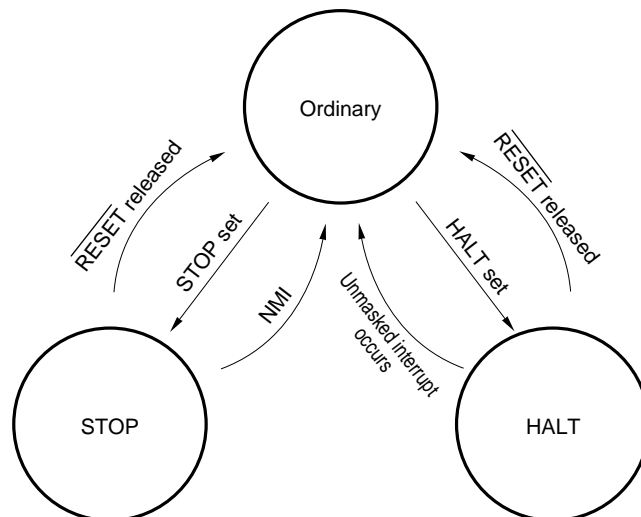 Ordinary
RESET released
RESET released
STOP set
HALT set
NMI
Unmasked interrupt
occurs
STOP
HALT